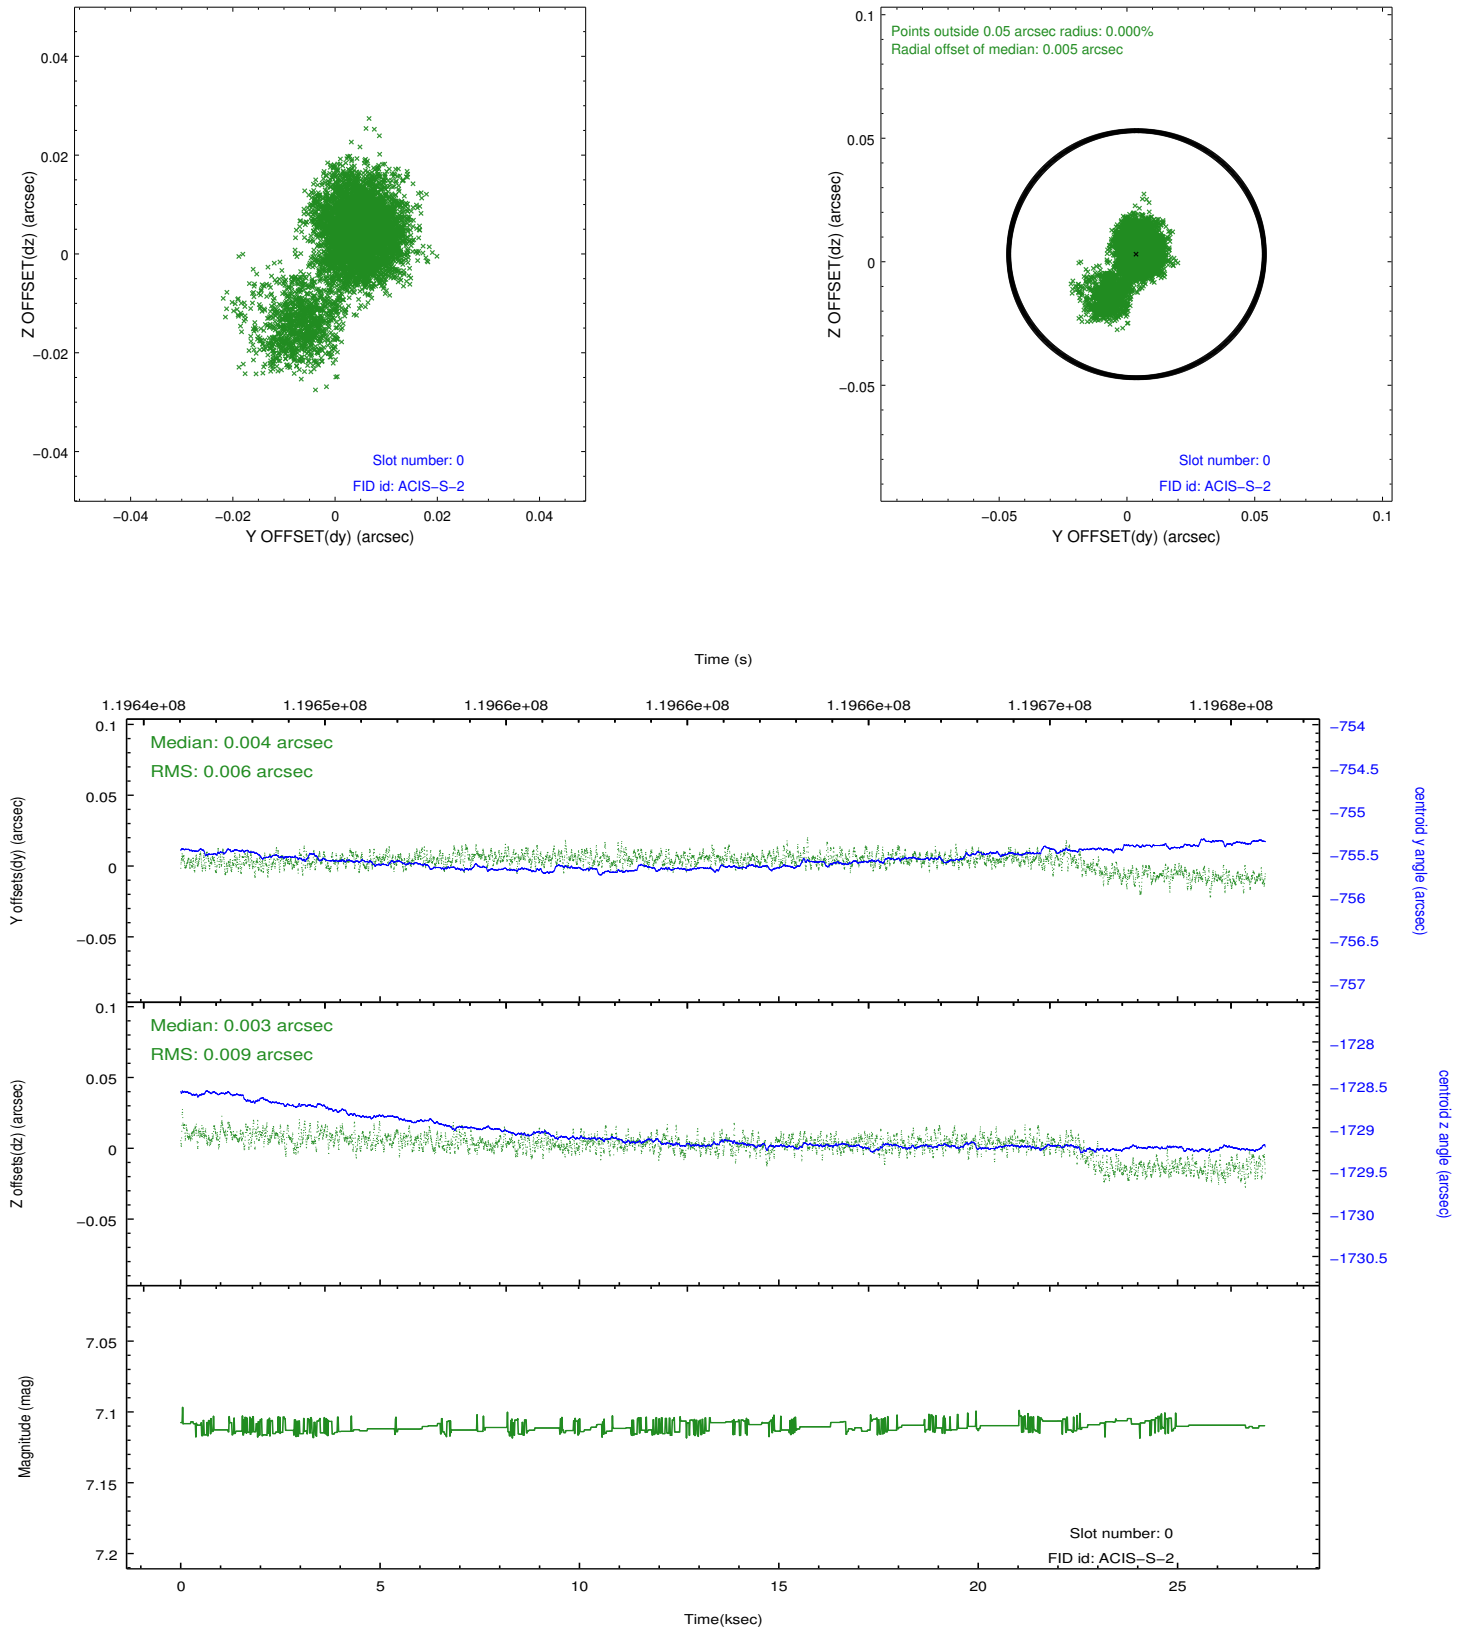 0.04
0.02
0
−0.02
−0.04
Z OFFSET(dz) (arcsec)
Slot number: 0
FID id: ACIS−S−2
−0.04 −0.02 0 0.02 0.04
Y OFFSET(dy) (arcsec)
Points outside 0.05 arcsec radius: 0.000%
Radial offset of median: 0.005 arcsec
0.1
0.05
0
−0.05
Z OFFSET(dz) (arcsec)
Slot number: 0
FID id: ACIS−S−2
−0.05 0 0.05 0.1
Y OFFSET(dy) (arcsec)
Time (s)
1.1964e+08 1.1965e+08 1.1966e+08 1.1966e+08 1.1966e+08 1.1967e+08 1.1968e+08
Median: 0.004 arcsec
RMS: 0.006 arcsec
0.1
0.05
0
−0.05
Y offsets(dy) (arcsec)
−754
−754.5
−755
−755.5
−756
−756.5
−757
centroid y angle (arcsec)
Median: 0.003 arcsec
RMS: 0.009 arcsec
0.1
0.05
0
−0.05
Z offsets(dz) (arcsec)
−1728
−1728.5
−1729
−1729.5
−1730
−1730.5
centroid z angle (arcsec)
7.05
7.1
7.15
7.2
Magnitude (mag)
Slot number: 0
FID id: ACIS−S−2
0 5 10 15 20 25
Time(ksec)